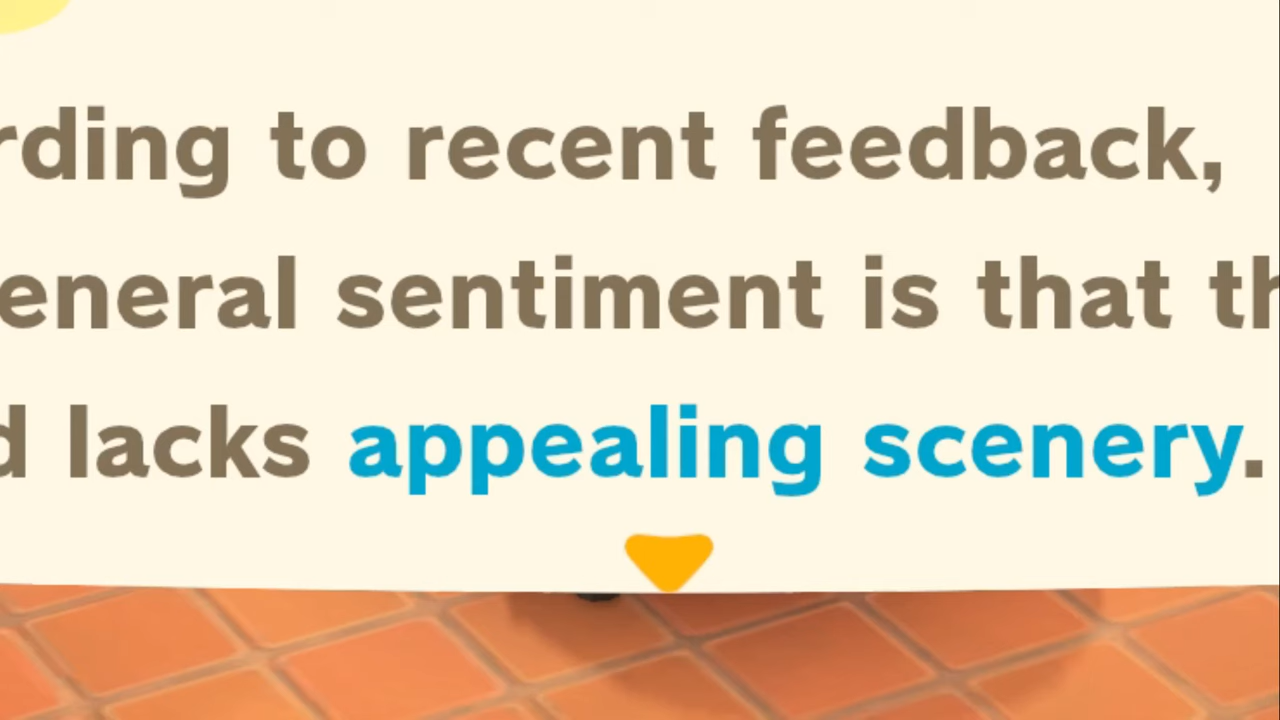 rding to recent feedback,
eneral sentiment is that th
d lacks appealing scenery.